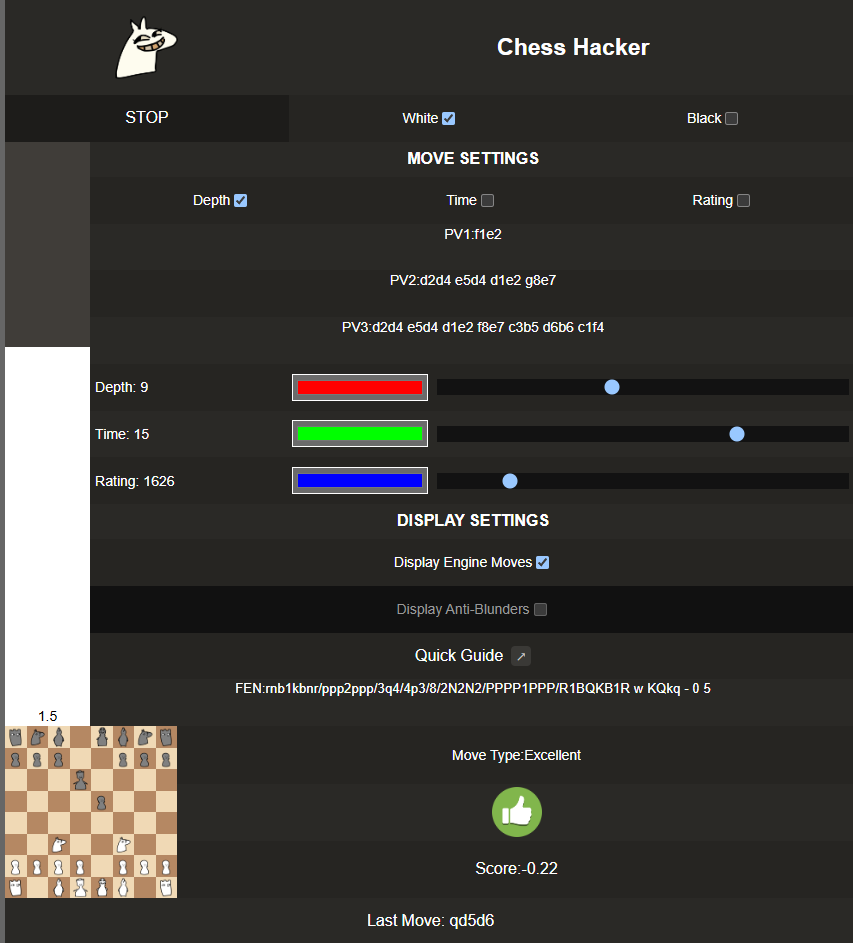 Chess Hacker
STOP
White
Black
MOVE SETTINGS
Depth
Time
Rating
PV1:f1e2
PV2:d2d4 e5d4 d1e2 g8e7
PV3:d2d4 e5d4 d1e2 f8e7 c3b5 d6b6 c1f4
Depth: 9
Time: 15
Rating: 1626
DISPLAY SETTINGS
Display Engine Moves
Display Anti-Blunders
Quick Guide ↗
FEN:rnb1kbnr/ppp2ppp/3q4/4p3/8/2N2N2/PPPP1PPP/R1BQKB1R w KQkq - 0 5
1.5
Move Type:Excellent
Score:-0.22
Last Move: qd5d6